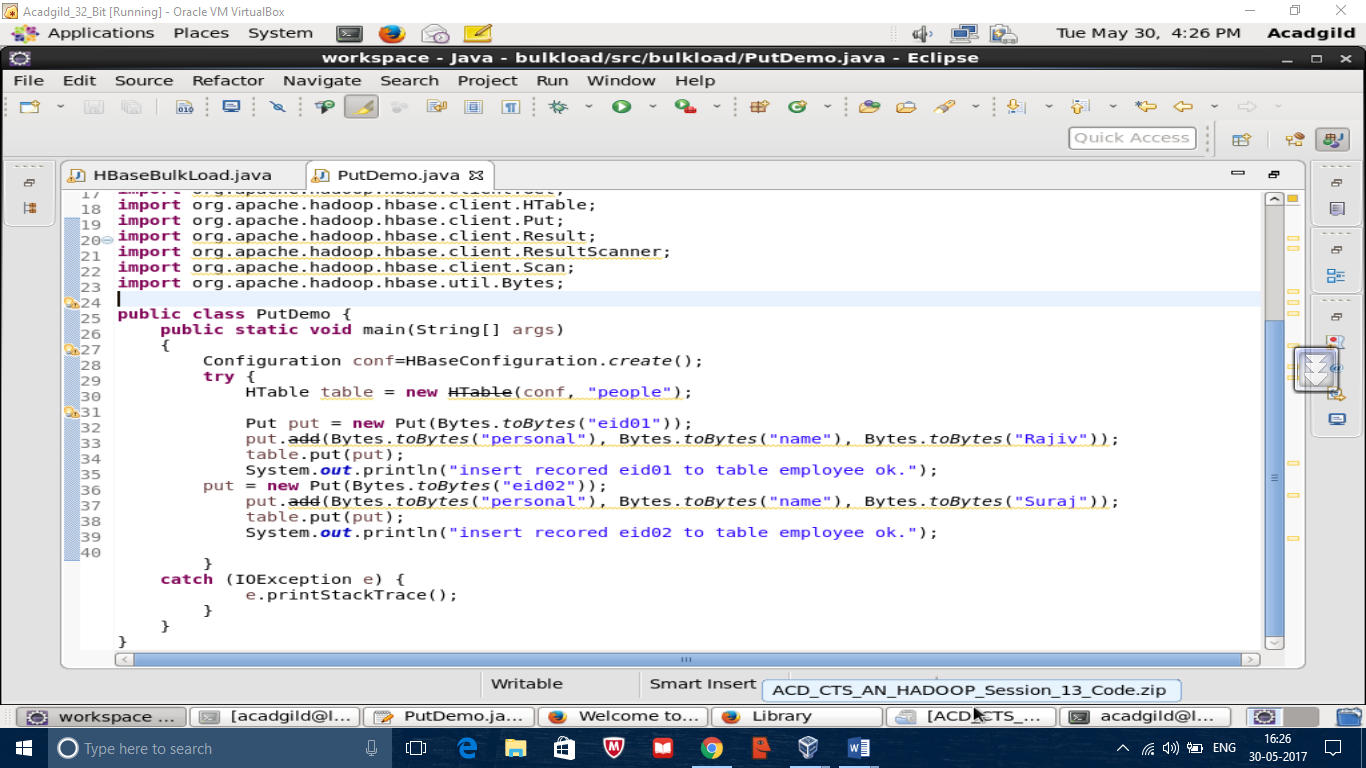 Acadgild_32_Bit [Running] - Oracle VM VirtualBox
Applications Places System Tue May 30, 4:26 PM Acadgild
workspace - Java - bulkload/src/bulkload/PutDemo.java - Eclipse
File Edit Source Refactor Navigate Search Project Run Window Help
Quick Access
HBaseBulkLoad.java PutDemo.java
17 import org.apache.hadoop.hbase.client.Get;
18 import org.apache.hadoop.hbase.client.HTable;
19 import org.apache.hadoop.hbase.client.Put;
20 import org.apache.hadoop.hbase.client.Result;
21 import org.apache.hadoop.hbase.client.ResultScanner;
22 import org.apache.hadoop.hbase.client.Scan;
23 import org.apache.hadoop.hbase.util.Bytes;
24
25 public class PutDemo {
26 public static void main(String[] args)
27 {
28 Configuration conf=HBaseConfiguration.create();
29 try {
30 HTable table = new HTable(conf, "people");
31
32 Put put = new Put(Bytes.toBytes("eid01"));
33 put.add(Bytes.toBytes("personal"), Bytes.toBytes("name"), Bytes.toBytes("Rajiv"));
34 table.put(put);
35 System.out.println("insert recored eid01 to table employee ok.");
36 put = new Put(Bytes.toBytes("eid02"));
37 put.add(Bytes.toBytes("personal"), Bytes.toBytes("name"), Bytes.toBytes("Suraj"));
38 table.put(put);
39 System.out.println("insert recored eid02 to table employee ok.");
40
}
catch (IOException e) {
e.printStackTrace();
}
}
}
Writable Smart Insert
ACD_CTS_AN_HADOOP_Session_13_Code.zip
workspace ... [acadgild@l... PutDemo.ja... Welcome to... Library [ACD_CTS_... acadgild@l...
Type here to search
ENG 16:26
30-05-2017